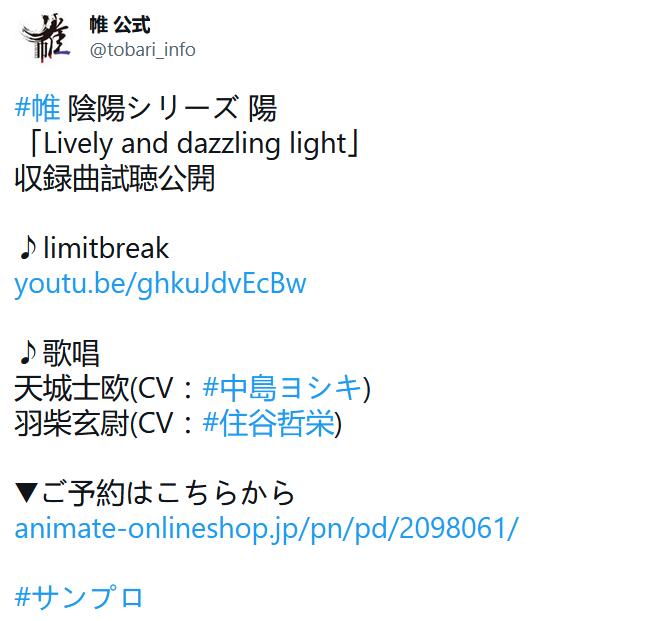 帷 公式
@tobari_info
#帷 陰陽シリーズ 陽
「Lively and dazzling light」
収録曲試聴公開
♪limitbreak
youtu.be/ghkuJdvEcBw
♪歌唱
天城士欧(CV：#中島ヨシキ)
羽柴玄尉(CV：#住谷哲栄)
▼ご予約はこちらから
animate-onlineshop.jp/pn/pd/2098061/
#サンプロ